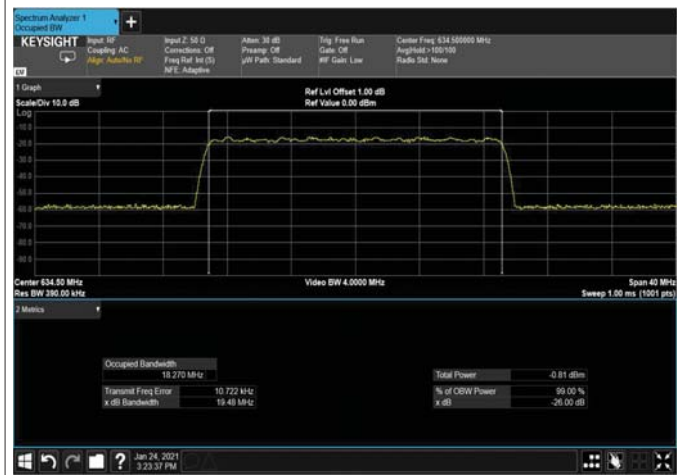 Spectrum Analyzer 1
Occupied BW
KEYSIGHT
Input: RF
Coupling: AC
Align: Auto/No RF
Input Z: 50 Ω
Corrections: Off
Freq Ref: Int (S)
NFE: Adaptive
Atten: 30 dB
Preamp: Off
µW Path: Standard
Trig: Free Run
Gate: Off
#IF Gain: Low
Center Freq: 634.500000 MHz
Avg|Hold:>100/100
Radio Std: None
1 Graph
Scale/Div 10.0 dB
Ref Lvl Offset 1.00 dB
Ref Value 0.00 dBm
Log
-10.0
-20.0
-30.0
-40.0
-50.0
-60.0
-70.0
-80.0
-90.0
Center 634.50 MHz
Res BW 390.00 kHz
Video BW 4.0000 MHz
Span 40 MHz
Sweep 1.00 ms (1001 pts)
2 Metrics
Occupied Bandwidth
18.270 MHz
Transmit Freq Error 10.722 kHz
x dB Bandwidth 19.48 MHz
Total Power -0.81 dBm
% of OBW Power 99.00 %
x dB -26.00 dB
Jan 24, 2021
3:23:37 PM